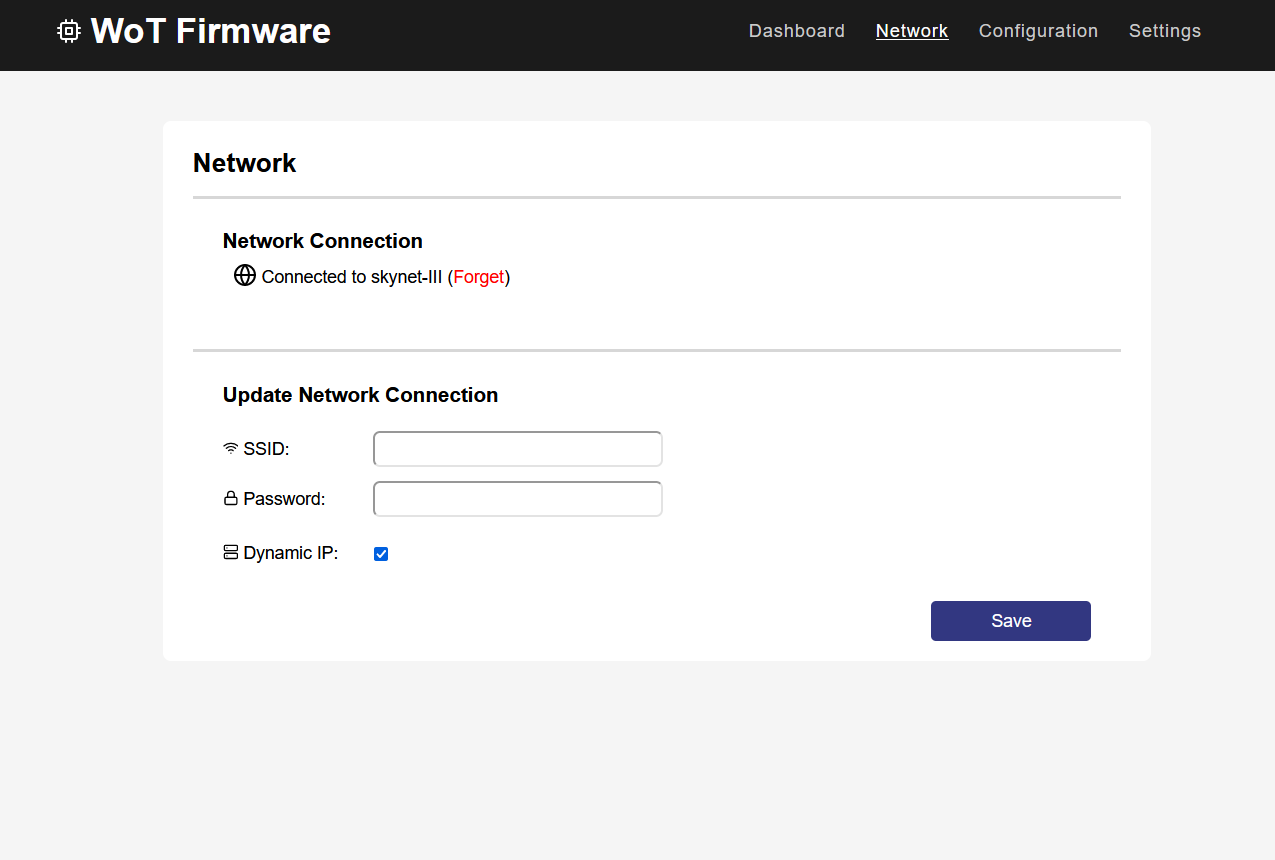 WoT Firmware
Dashboard Network Configuration Settings
Network
Network Connection
Connected to skynet-III (Forget)
Update Network Connection
SSID:
Password:
Dynamic IP:
Save